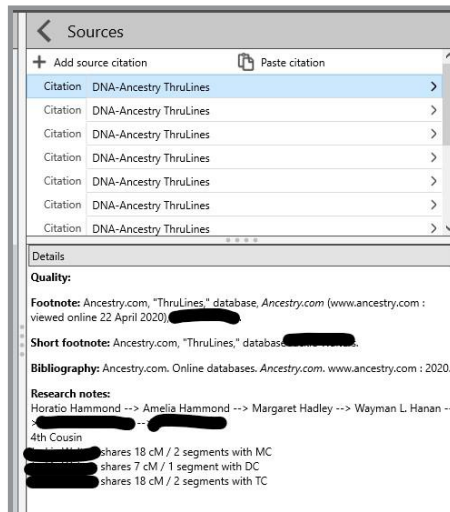 Sources
Add source citation Paste citation
Citation DNA-Ancestry ThruLines
Citation DNA-Ancestry ThruLines
Citation DNA-Ancestry ThruLines
Citation DNA-Ancestry ThruLines
Citation DNA-Ancestry ThruLines
Citation DNA-Ancestry ThruLines
Citation DNA-Ancestry ThruLines
Details
Quality:
Footnote: Ancestry.com, "ThruLines," database, Ancestry.com (www.ancestry.com :
viewed online 22 April 2020),
Short footnote: Ancestry.com, "ThruLines," database
Bibliography: Ancestry.com. Online databases. Ancestry.com. www.ancestry.com : 2020.
Research notes:
Horatio Hammond --> Amelia Hammond --> Margaret Hadley --> Wayman L. Hanan --
> -->
4th Cousin
shares 18 cM / 2 segments with MC
shares 7 cM / 1 segment with DC
shares 18 cM / 2 segments with TC